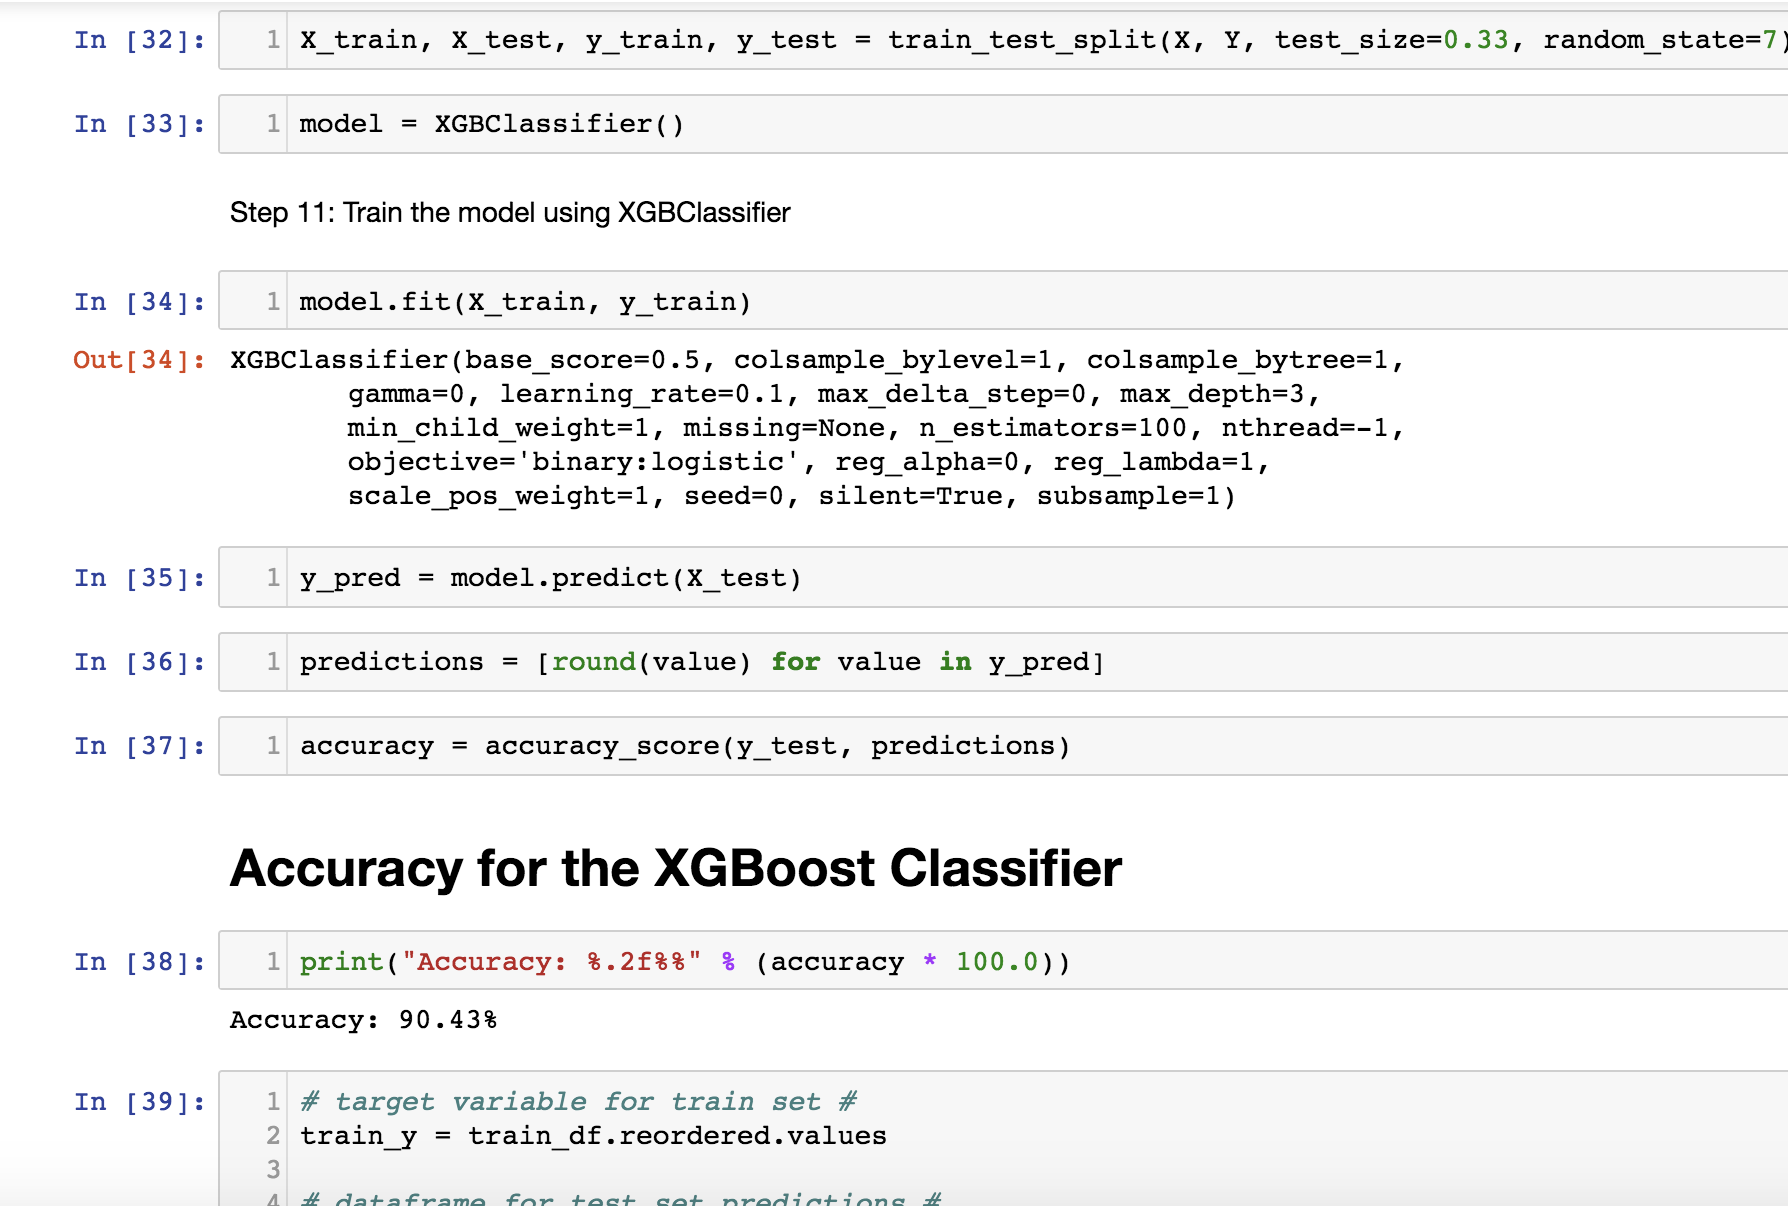 In [32]: 1 X_train, X_test, y_train, y_test = train_test_split(X, Y, test_size=0.33, random_state=7)
In [33]: 1 model = XGBClassifier()
Step 11: Train the model using XGBClassifier
In [34]: 1 model.fit(X_train, y_train)
Out[34]: XGBClassifier(base_score=0.5, colsample_bylevel=1, colsample_bytree=1,
gamma=0, learning_rate=0.1, max_delta_step=0, max_depth=3,
min_child_weight=1, missing=None, n_estimators=100, nthread=-1,
objective='binary:logistic', reg_alpha=0, reg_lambda=1,
scale_pos_weight=1, seed=0, silent=True, subsample=1)
In [35]: 1 y_pred = model.predict(X_test)
In [36]: 1 predictions = [round(value) for value in y_pred]
In [37]: 1 accuracy = accuracy_score(y_test, predictions)
Accuracy for the XGBoost Classifier
In [38]: 1 print("Accuracy: %.2f%%" % (accuracy * 100.0))
Accuracy: 90.43%
In [39]: 1 # target variable for train set #
2 train_y = train_df.reordered.values
3
4 # dataframe for test set predictions #